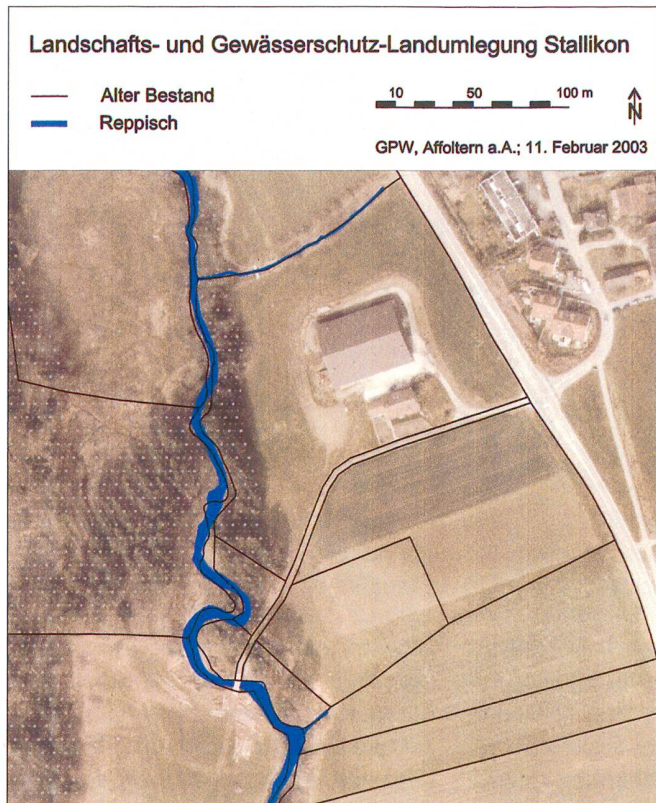 Landschafts- und Gewässerschutz-Landumlegung Stallikon
Alter Bestand
Reppisch
10 50 100 m
N
GPW, Affoltern a.A.; 11. Februar 2003